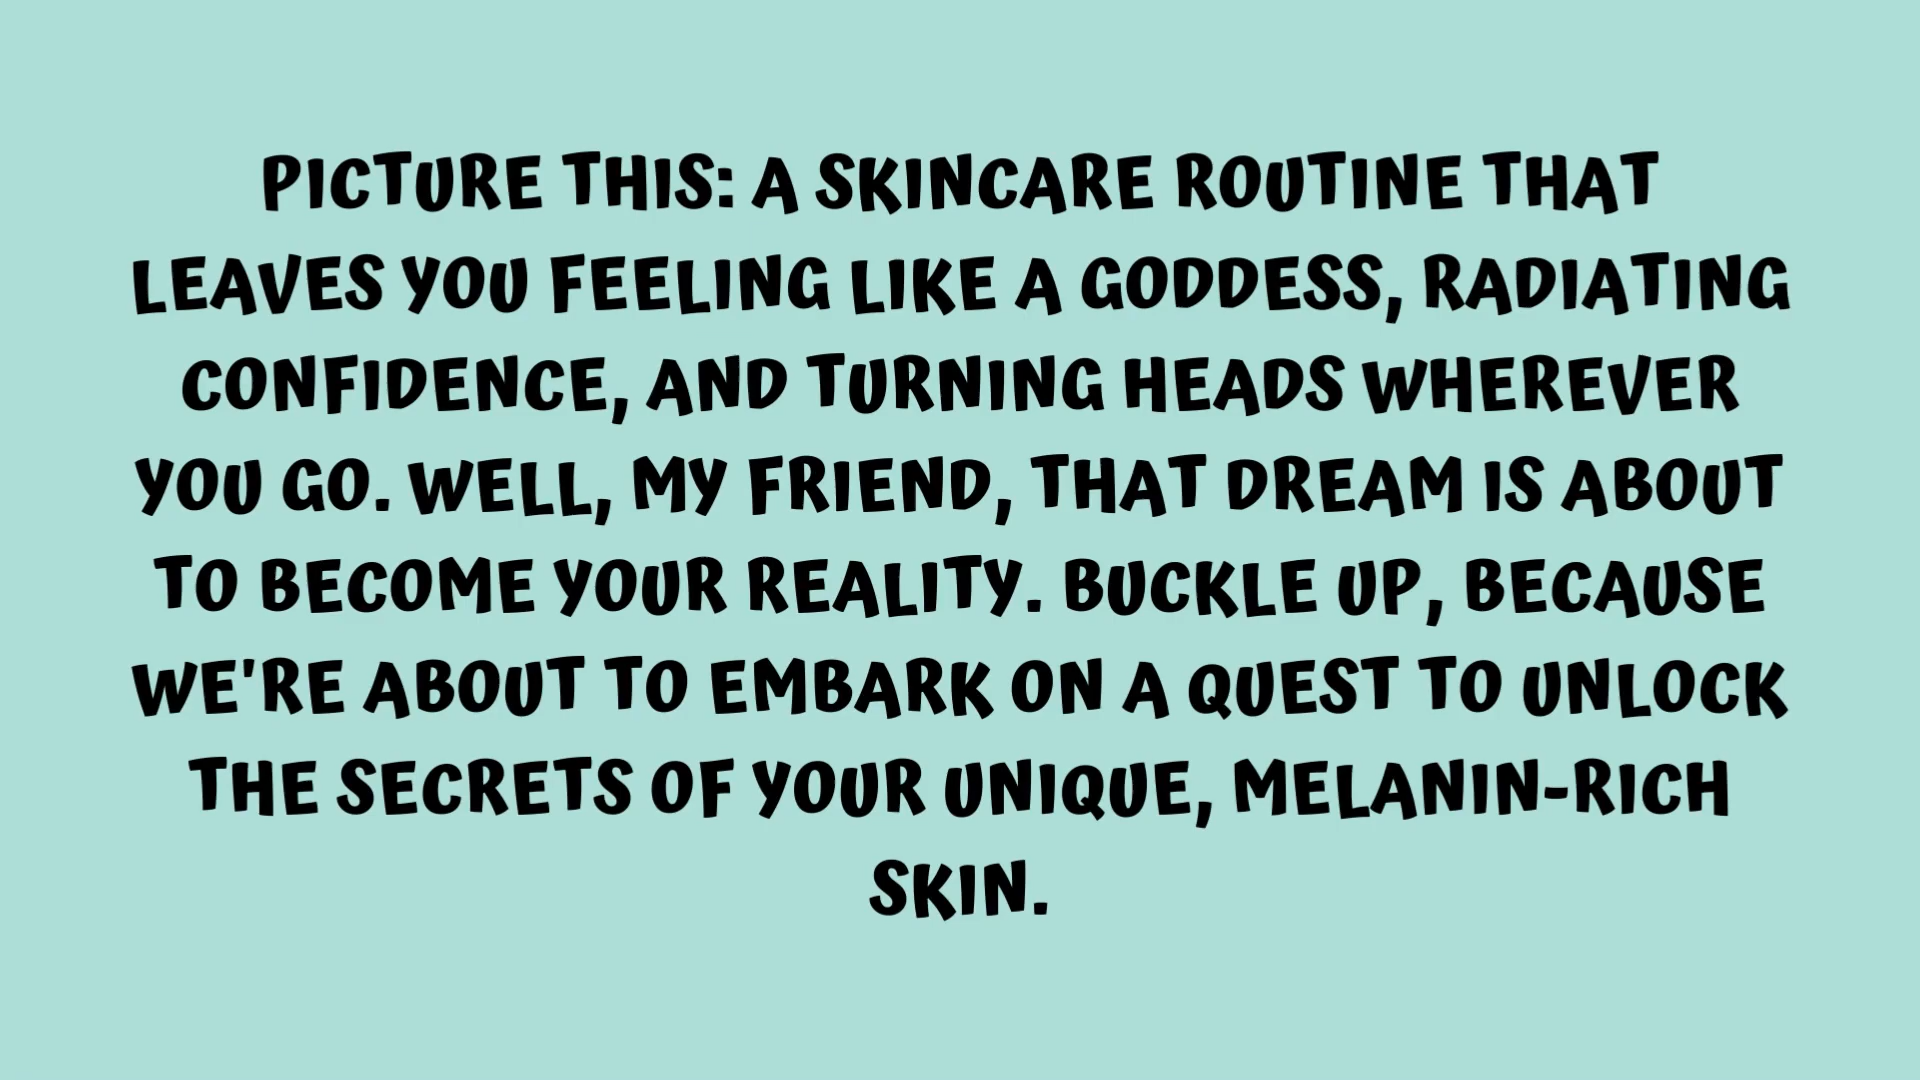 PICTURE THIS: A SKINCARE ROUTINE THAT
LEAVES YOU FEELING LIKE A GODDESS, RADIATING
CONFIDENCE, AND TURNING HEADS WHEREVER
YOU GO. WELL, MY FRIEND, THAT DREAM IS ABOUT
TO BECOME YOUR REALITY. BUCKLE UP, BECAUSE
WE'RE ABOUT TO EMBARK ON A QUEST TO UNLOCK
THE SECRETS OF YOUR UNIQUE, MELANIN-RICH
SKIN.